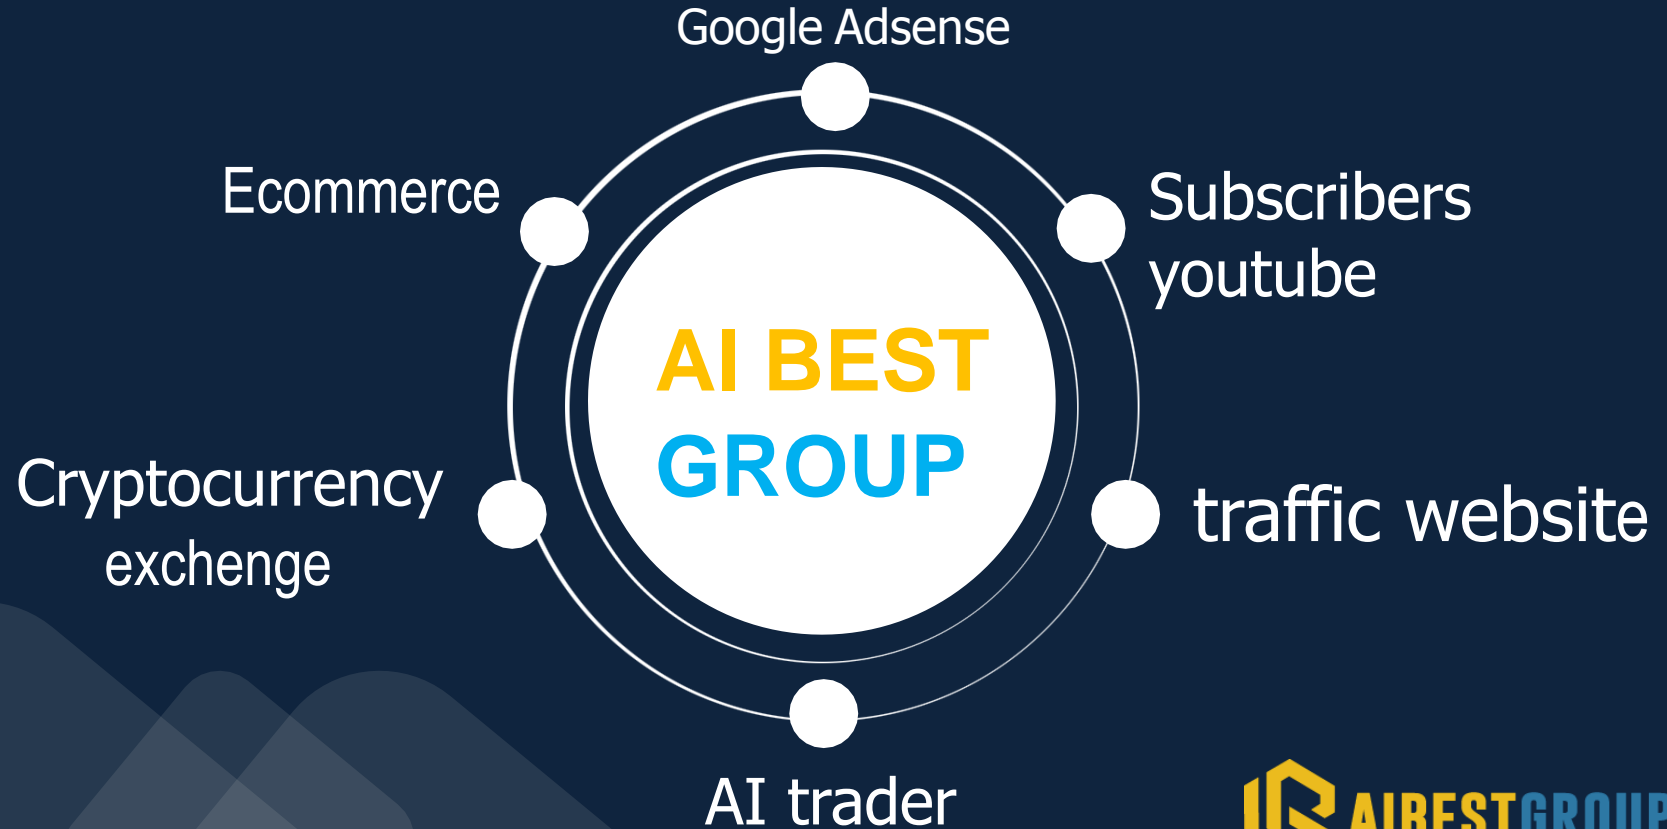 Google Adsense
Ecommerce
Subscribers
youtube
AI BEST
GROUP
Cryptocurrency
exchenge
traffic website
AI trader
AIBESTGROUP